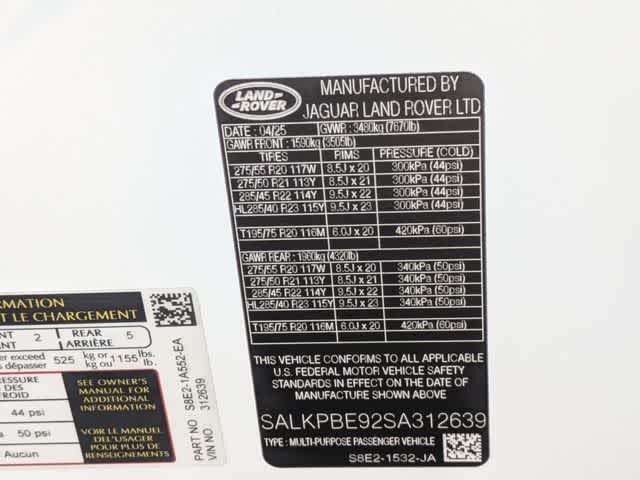 LAND ROVER
MANUFACTURED BY
JAGUAR LAND ROVER LTD
DATE : 04/25 GVWR : 3480kg (7670lb)
GAWR FRONT : 1590kg (3505lb)
TIRES RIMS PRESSURE (COLD)
275/55 R20 117W 8.5J x 20 300kPa (44psi)
275/50 R21 113Y 8.5J x 21 300kPa (44psi)
285/45 R22 114Y 9.5J x 22 300kPa (44psi)
HL285/40 R23 115Y 9.5J x 23 300kPa (44psi)
T195/75 R20 116M 6.0J x 20 420kPa (60psi)
GAWR REAR : 1960kg (4320lb)
275/55 R20 117W 8.5J x 20 340kPa (50psi)
275/50 R21 113Y 8.5J x 21 340kPa (50psi)
285/45 R22 114Y 9.5J x 22 340kPa (50psi)
HL285/40 R23 115Y 9.5J x 23 340kPa (50psi)
T195/75 R20 116M 6.0J x 20 420kPa (60psi)
THIS VEHICLE CONFORMS TO ALL APPLICABLE
U.S. FEDERAL MOTOR VEHICLE SAFETY
STANDARDS IN EFFECT ON THE DATE OF
MANUFACTURE SHOWN ABOVE
SALKPBE92SA312639
TYPE : MULTI-PURPOSE PASSENGER VEHICLE
S8E2-1532-JA
RMATION
T LE CHARGEMENT
NT 2 REAR 5
ARRIÈRE
er exceed 525 kg or 1155 lbs.
s dépasser kg ou lb.
RESSURE
DES
FROID
44 psi
50 psi
Aucun
SEE OWNER'S
MANUAL FOR
ADDITIONAL
INFORMATION
VOIR LE MANUEL
DE L'USAGER
POUR PLUS DE
RENSEIGNEMENTS
PART NO S8E2-1A552-EA
VIN NO 312639